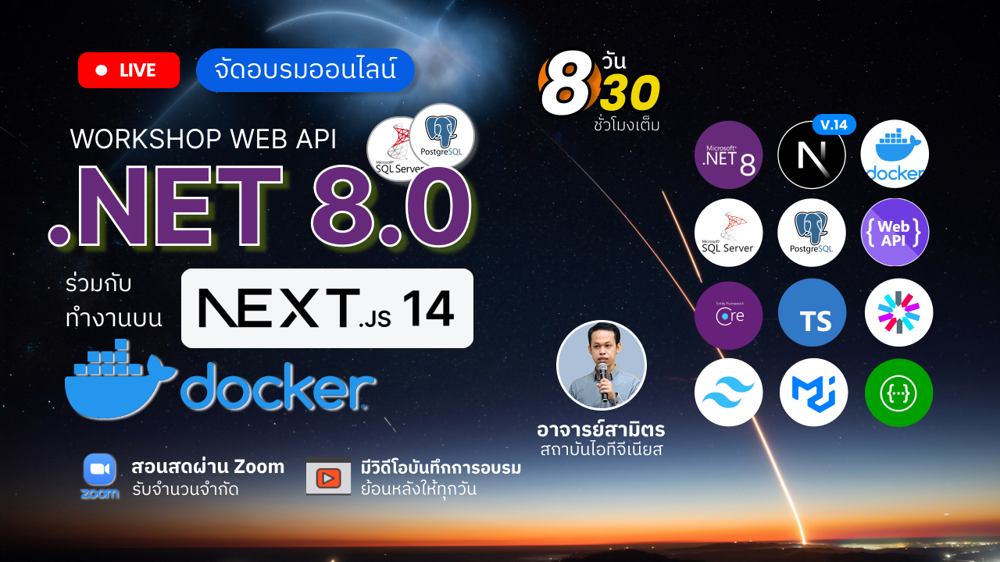 LIVE
จัดอบรมออนไลน์
8 วัน
30
ชั่วโมงเต็ม
WORKSHOP WEB API
Microsoft®
SQL Server
PostgreSQL
.NET 8.0
ร่วมกับ
ทำงานบน
NEXT.JS 14
docker
สอนสดผ่าน Zoom
รับจำนวนจำกัด
zoom
มีวิดีโอบันทึกการอบรม
ย้อนหลังให้ทุกวัน
อาจารย์สามิตร
สถาบันไอทีจีเนียส
Microsoft®
.NET 8
N
V.14
docker
Microsoft®
SQL Server
PostgreSQL
{Web API}
Entity Framework
Core
TS
{···}